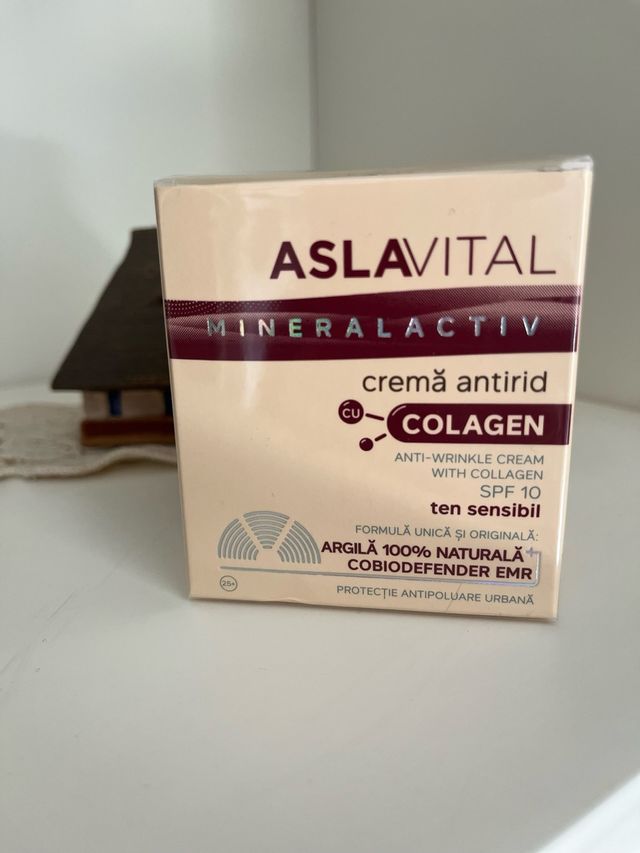 ASLAVITAL
MINERALACTIV
cremă antirid
CU COLAGEN
ANTI-WRINKLE CREAM
WITH COLLAGEN
SPF 10
ten sensibil
FORMULĂ UNICĂ ȘI ORIGINALĂ:
ARGILĂ 100% NATURALĂ+
COBIODEFENDER EMR
25+
PROTECȚIE ANTIPOLUARE URBANĂ